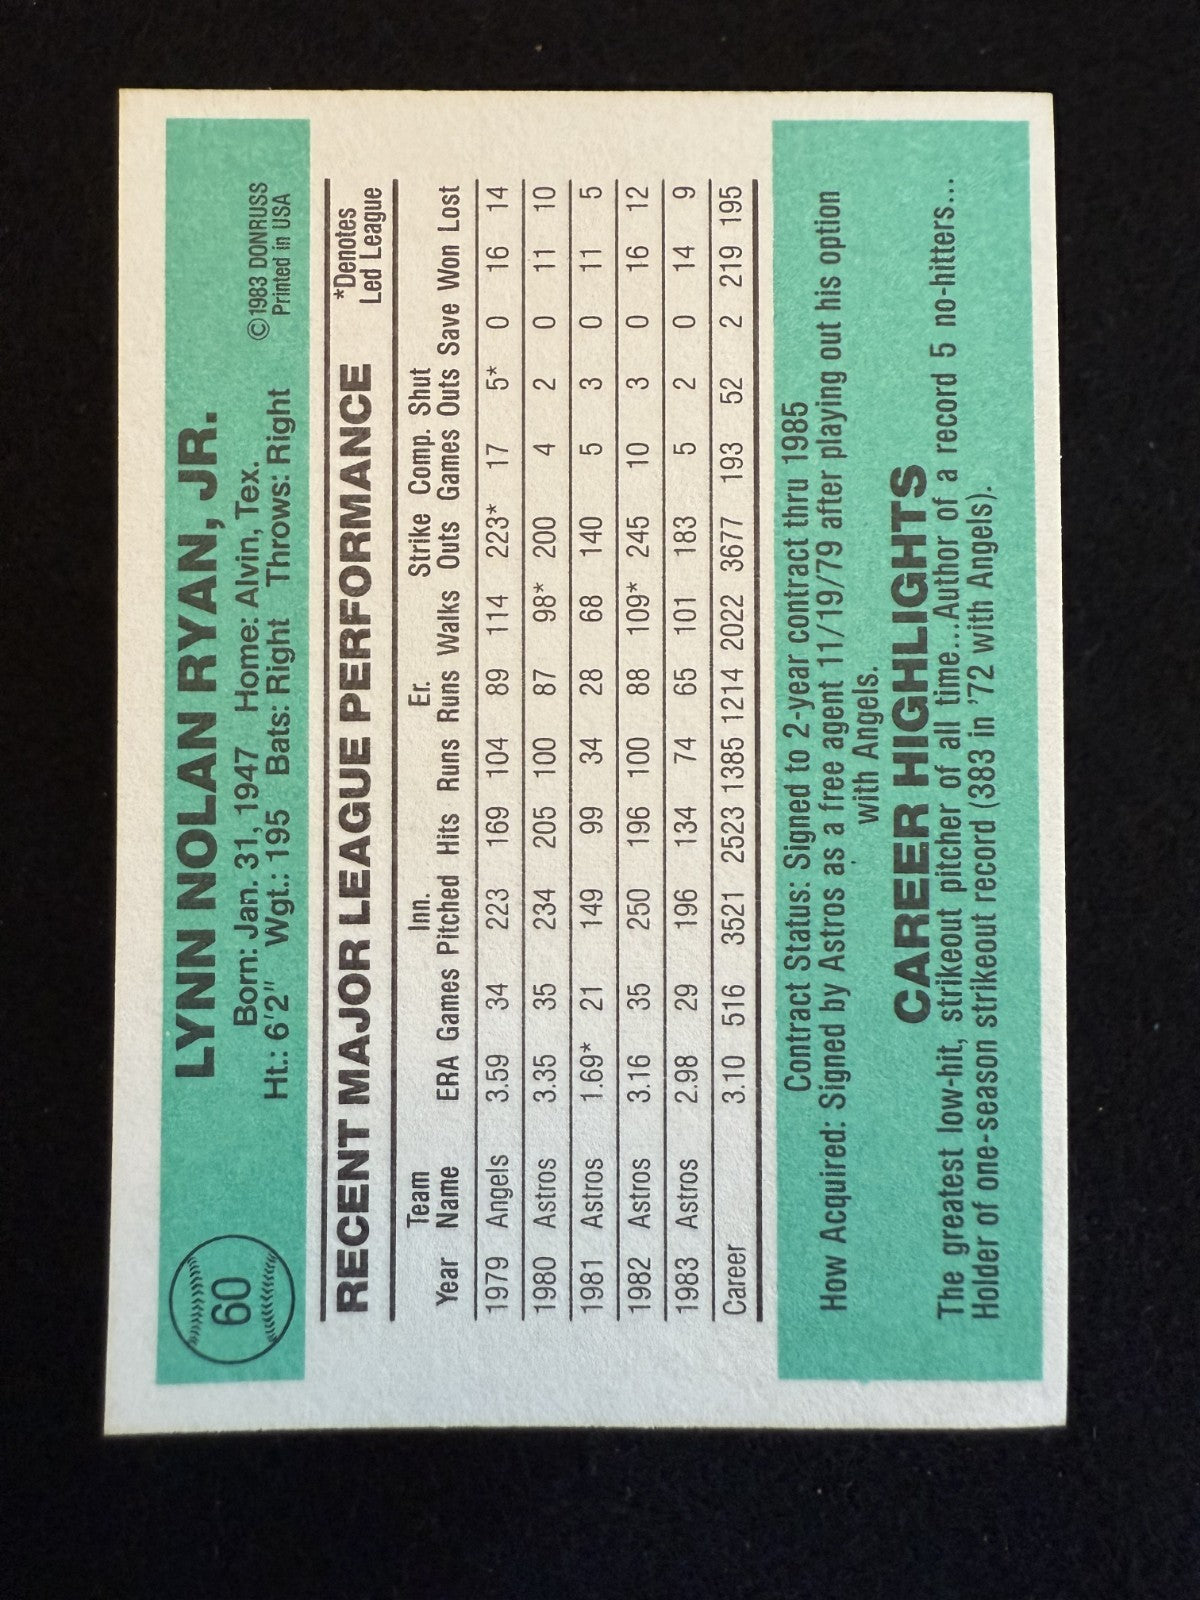 60
LYNN NOLAN RYAN, JR.
©1983 DONRUSS
Printed in USA
Born: Jan. 31, 1947 Home: Alvin, Tex.
Ht.: 6'2" Wgt.: 195 Bats: Right Throws: Right
RECENT MAJOR LEAGUE PERFORMANCE
*Denotes
Led League
Team Inn. Er. Strike Comp. Shut
Year Name ERA Games Pitched Hits Runs Runs Walks Outs Games Outs Save Won Lost
1979 Angels 3.59 34 223 169 104 89 114 223* 17 5* 0 16 14
1980 Astros 3.35 35 234 205 100 87 98* 200 4 2 0 11 10
1981 Astros 1.69* 21 149 99 34 28 68 140 5 3 0 11 5
1982 Astros 3.16 35 250 196 100 88 109* 245 10 3 0 16 12
1983 Astros 2.98 29 196 134 74 65 101 183 5 2 0 14 9
Career 3.10 516 3521 2523 1385 1214 2022 3677 193 52 2 219 195
Contract Status: Signed to 2-year contract thru 1985
How Acquired: Signed by Astros as a free agent 11/19/79 after playing out his option
with Angels.
CAREER HIGHLIGHTS
The greatest low-hit, strikeout pitcher of all time...Author of a record 5 no-hitters...
Holder of one-season strikeout record (383 in '72 with Angels).